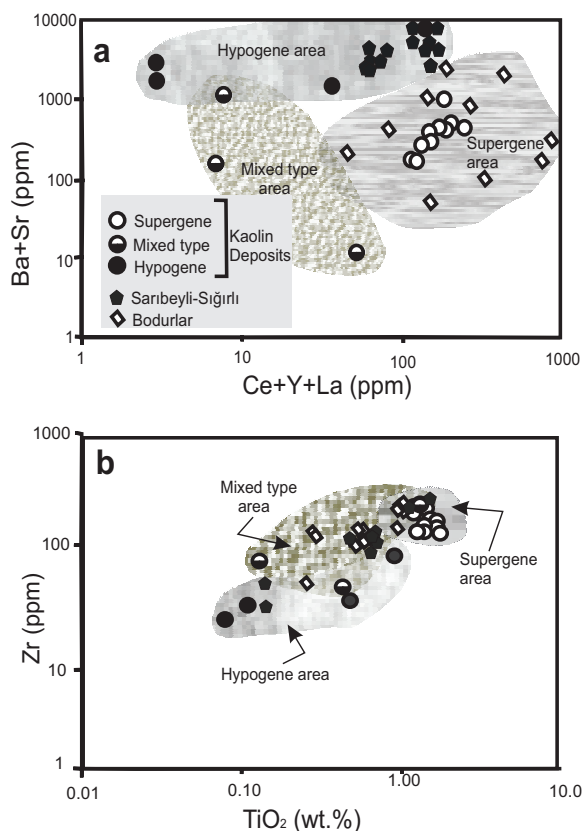 10000
a
Hypogene area
1000
Ba+Sr (ppm)
Supergene
area
Mixed type
area
100
Supergene
Mixed type
Hypogene
Kaolin
Deposits
10
Sarıbeyli-Sığırlı
Bodurlar
1
1
10
100
1000
Ce+Y+La (ppm)
1000
b
Mixed type
area
100
Supergene
area
Zr (ppm)
10
Hypogene area
1
0.01
0.10
1.00
10.0
TiO₂ (wt.%)